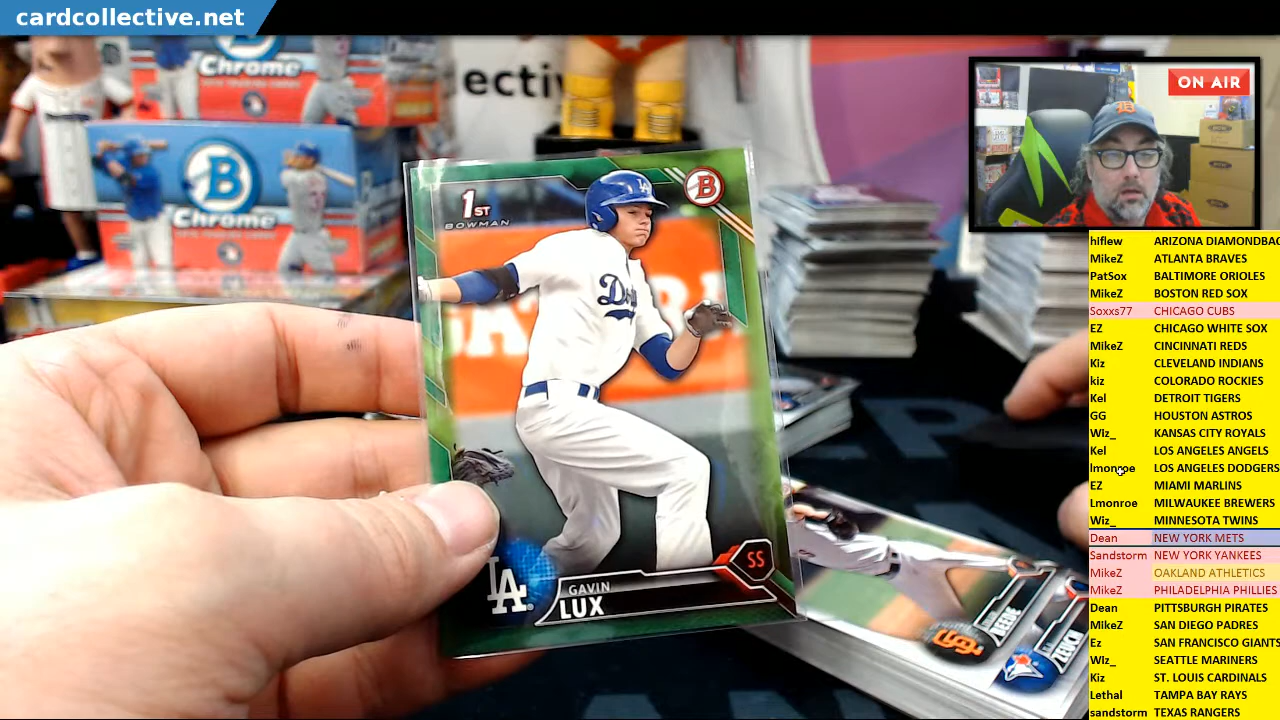 cardcollective.net
Chrome
ective
ON AIR
B
Chrome
1ST
BOWMAN
B
LA
SS
LA
GAVIN
LUX
hlflew ARIZONA DIAMONDBAC
MikeZ ATLANTA BRAVES
PatSox BALTIMORE ORIOLES
MikeZ BOSTON RED SOX
Soxxs77 CHICAGO CUBS
EZ CHICAGO WHITE SOX
MikeZ CINCINNATI REDS
Kiz CLEVELAND INDIANS
kiz COLORADO ROCKIES
Kel DETROIT TIGERS
GG HOUSTON ASTROS
Wiz_ KANSAS CITY ROYALS
Kel LOS ANGELES ANGELS
lmonroe LOS ANGELES DODGERS
EZ MIAMI MARLINS
Lmonroe MILWAUKEE BREWERS
Wiz_ MINNESOTA TWINS
Dean NEW YORK METS
Sandstorm NEW YORK YANKEES
MikeZ OAKLAND ATHLETICS
MikeZ PHILADELPHIA PHILLIES
Dean PITTSBURGH PIRATES
MikeZ SAN DIEGO PADRES
Ez SAN FRANCISCO GIANTS
Wiz_ SEATTLE MARINERS
Kiz ST. LOUIS CARDINALS
Lethal TAMPA BAY RAYS
sandstorm TEXAS RANGERS